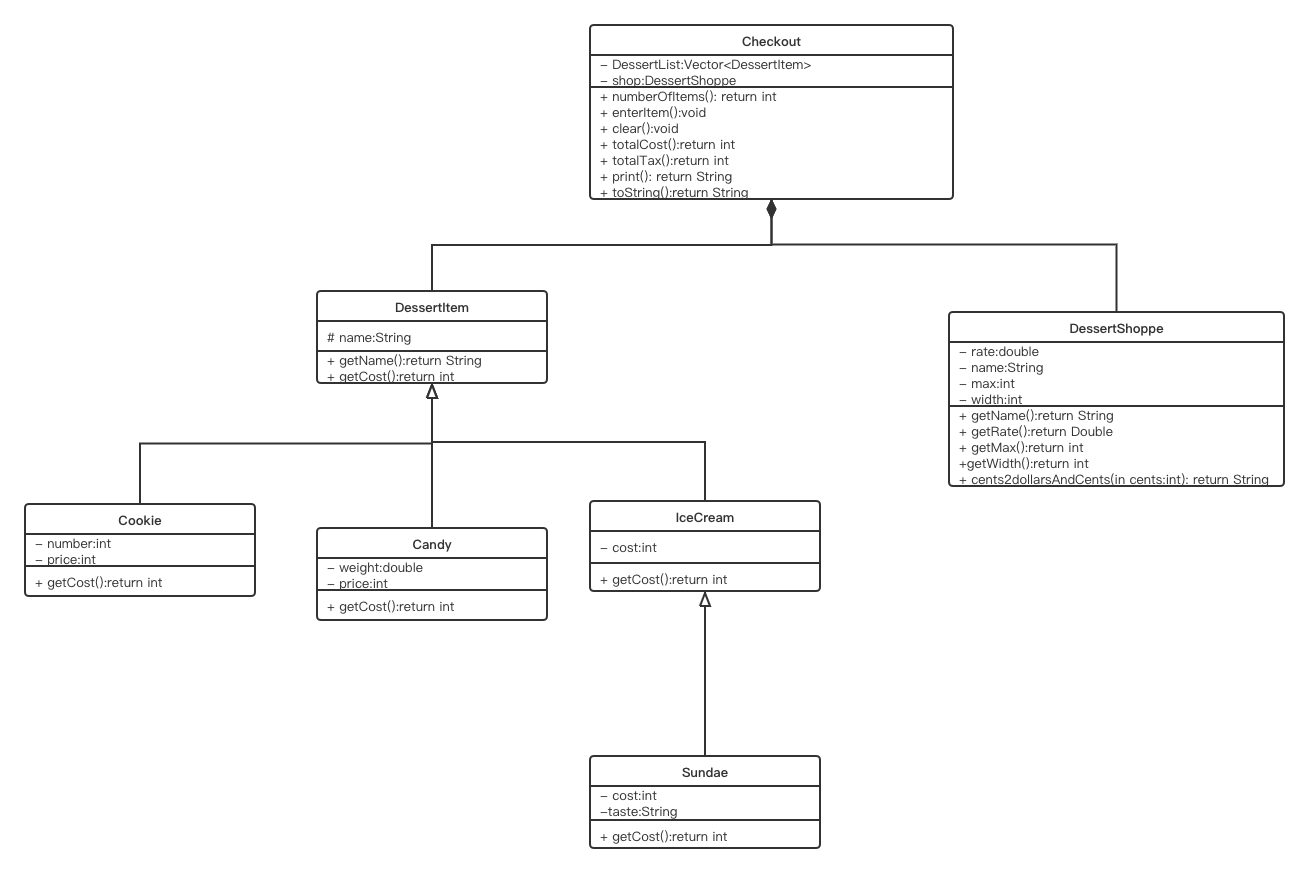 Checkout
– DessertList:Vector<DessertItem>
– shop:DessertShoppe
+ numberOfItems(): return int
+ enterItem():void
+ clear():void
+ totalCost():return int
+ totalTax():return int
+ print(): return String
+ toString():return String
DessertItem
# name:String
+ getName():return String
+ getCost():return int
DessertShoppe
– rate:double
– name:String
– max:int
– width:int
+ getName():return String
+ getRate():return Double
+ getMax():return int
+getWidth():return int
+ cents2dollarsAndCents(in cents:int): return String
Cookie
– number:int
– price:int
+ getCost():return int
Candy
– weight:double
– price:int
+ getCost():return int
IceCream
– cost:int
+ getCost():return int
Sundae
– cost:int
–taste:String
+ getCost():return int